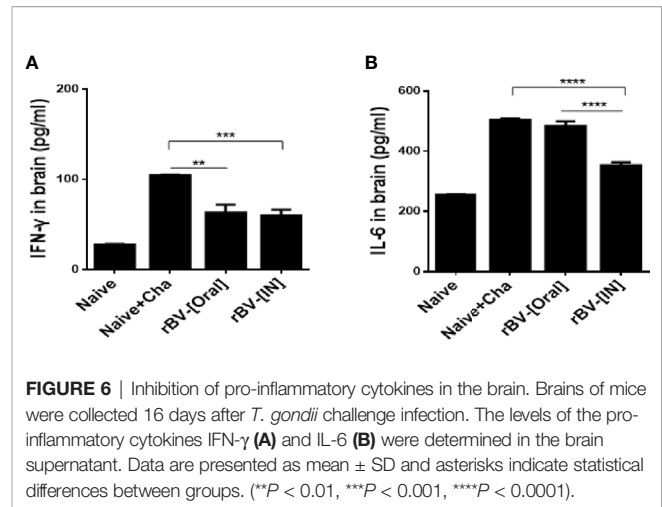 A
IFN-γ in brain (pg/ml)
200
100
0
**
***
Naive
Naive+Cha
rBV-[Oral]
rBV-[IN]
B
IL-6 in brain (pg/ml)
600
400
200
0
****
****
Naive
Naive+Cha
rBV-[Oral]
rBV-[IN]
FIGURE 6 | Inhibition of pro-inflammatory cytokines in the brain. Brains of mice
were collected 16 days after T. gondii challenge infection. The levels of the pro-
inflammatory cytokines IFN-γ (A) and IL-6 (B) were determined in the brain
supernatant. Data are presented as mean ± SD and asterisks indicate statistical
differences between groups. (**P < 0.01, ***P < 0.001, ****P < 0.0001).